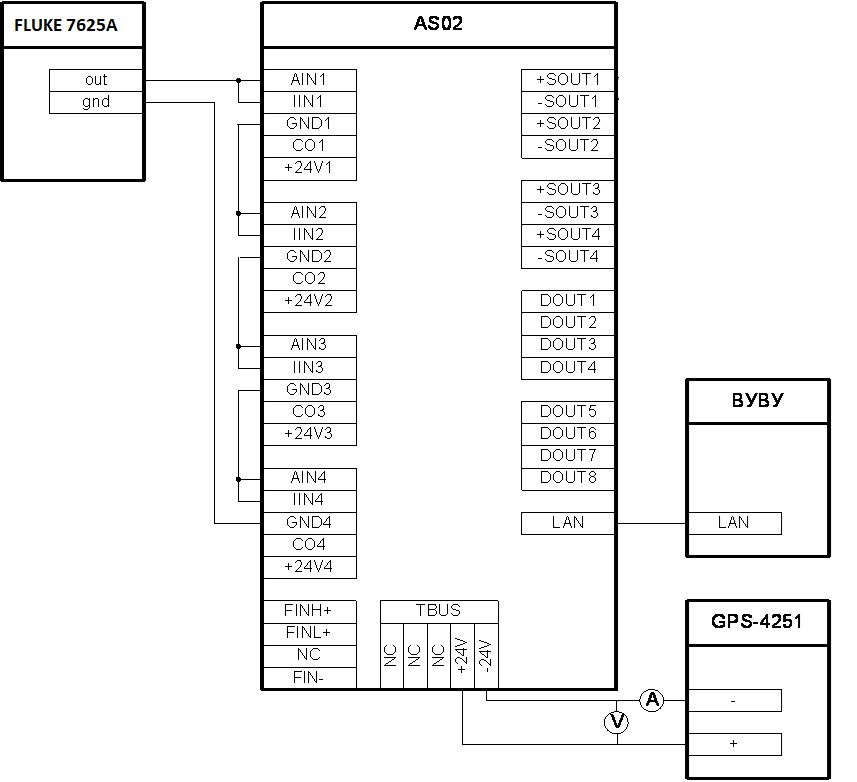 FLUKE 7625A
out
gnd
AS02
AIN1
IIN1
GND1
CO1
+24V1
AIN2
IIN2
GND2
CO2
+24V2
AIN3
IIN3
GND3
CO3
+24V3
AIN4
IIN4
GND4
CO4
+24V4
FINH+
FINL+
NC
FIN-
TBUS
NC
NC
NC
+24V
-24V
+SOUT1
-SOUT1
+SOUT2
-SOUT2
+SOUT3
-SOUT3
+SOUT4
-SOUT4
DOUT1
DOUT2
DOUT3
DOUT4
DOUT5
DOUT6
DOUT7
DOUT8
LAN
ВУВУ
LAN
GPS-4251
-
+
A
V